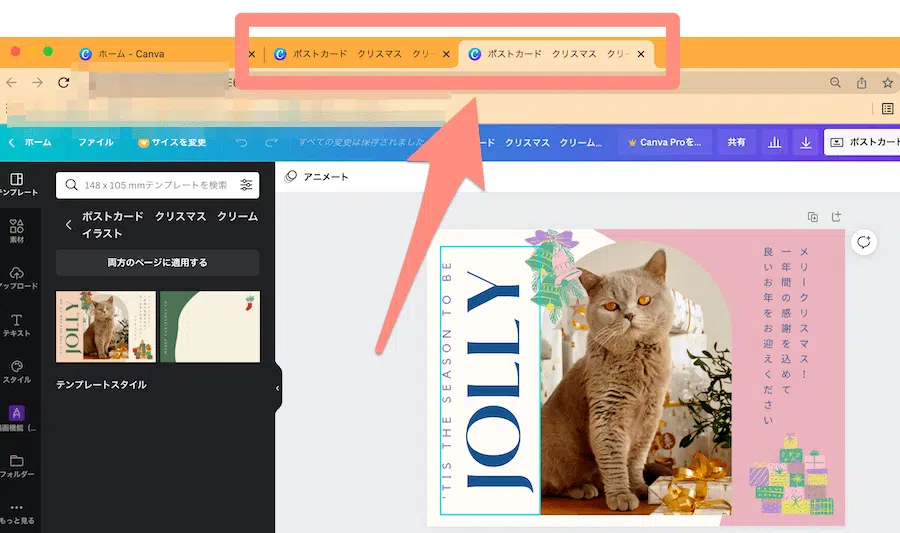 ホーム - Canva
ポストカード クリスマス クリー
ポストカード クリスマス クリー
ホーム
ファイル
サイズを変更
すべての変更は保存されました
ード クリスマス クリーム...
Canva Proを...
共有
ポストカート
テンプレート
素材
アップロード
テキスト
スタイル
描画機能 (...
フォルダー
もっと見る
148 x 105 mmテンプレートを検索
ポストカード クリスマス クリーム
イラスト
両方のページに適用する
JOLLY
テンプレートスタイル
アニメート
'TIS THE SEASON TO BE
JOLLY
メリークリスマス！
一年間の感謝を込めて
良いお年をお迎えください